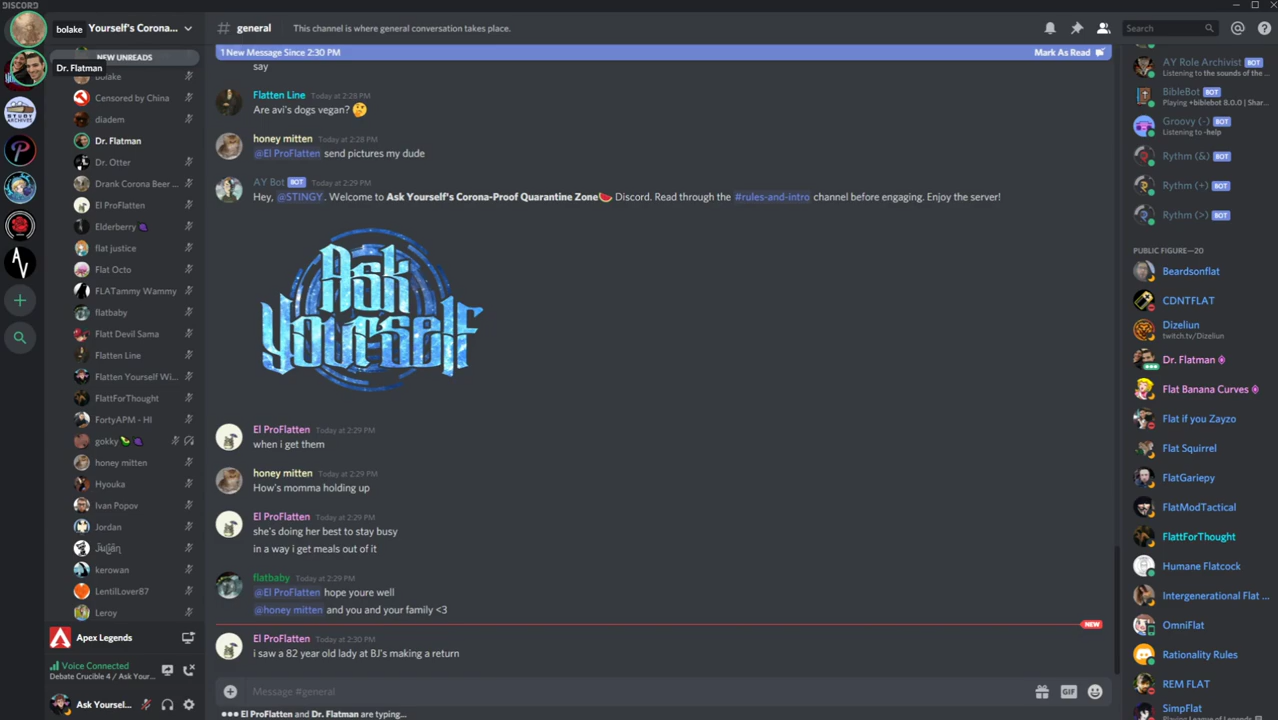 DISCORD
bolake
Yourself's Corona...
Dr. Flatman
STUDY ARCHIVES
NEW UNREADS
bolake
Censored by China
diadem
Dr. Flatman
Dr. Otter
Drank Corona Beer ...
El ProFlatten
Elderberry
flat justice
Flat Octo
FLATammy Wammy
flatbaby
Flatt Devil Sama
Flatten Line
Flatten Yourself Wi...
FlattForThought
FortyAPM - HI
gokky
honey mitten
Hyouka
Ivan Popov
Jordan
kerowan
LentilLover87
Leroy
Apex Legends
Voice Connected
Debate Crucible 4 / Ask Your...
Ask Yoursel...
# general
This channel is where general conversation takes place.
Search
1 New Message Since 2:30 PM
Mark As Read
say
Flatten Line Today at 2:28 PM
Are avi's dogs vegan? 🤔
honey mitten Today at 2:28 PM
@El ProFlatten send pictures my dude
AY Bot BOT Today at 2:29 PM
Hey, @STINGY. Welcome to Ask Yourself's Corona-Proof Quarantine Zone🍉 Discord. Read through the #rules-and-intro channel before engaging. Enjoy the server!
Ask
Yourself
El ProFlatten Today at 2:29 PM
when i get them
honey mitten Today at 2:29 PM
How's momma holding up
El ProFlatten Today at 2:29 PM
she's doing her best to stay busy
in a way i get meals out of it
flatbaby Today at 2:29 PM
@El ProFlatten hope youre well
@honey mitten and you and your family <3
NEW
El ProFlatten Today at 2:30 PM
i saw a 82 year old lady at BJ's making a return
Message #general
GIF
El ProFlatten and Dr. Flatman are typing...
AY Role Archivist BOT
Listening to the sounds of the ...
BibleBot BOT
Playing +biblebot 8.0.0 | Shar...
Groovy (-) BOT
Listening to -help
Rythm (&) BOT
Rythm (+) BOT
Rythm (>) BOT
PUBLIC FIGURE—20
Beardsonflat
CDNTFLAT
Dizeliun
twitch.tv/Dizeliun
Dr. Flatman
Flat Banana Curves
Flat if you Zayzo
Flat Squirrel
FlatGariepy
FlatModTactical
FlattForThought
Humane Flatcock
Intergenerational Flat ...
OmniFlat
Rationality Rules
REM FLAT
SimpFlat
Playing League of Legends